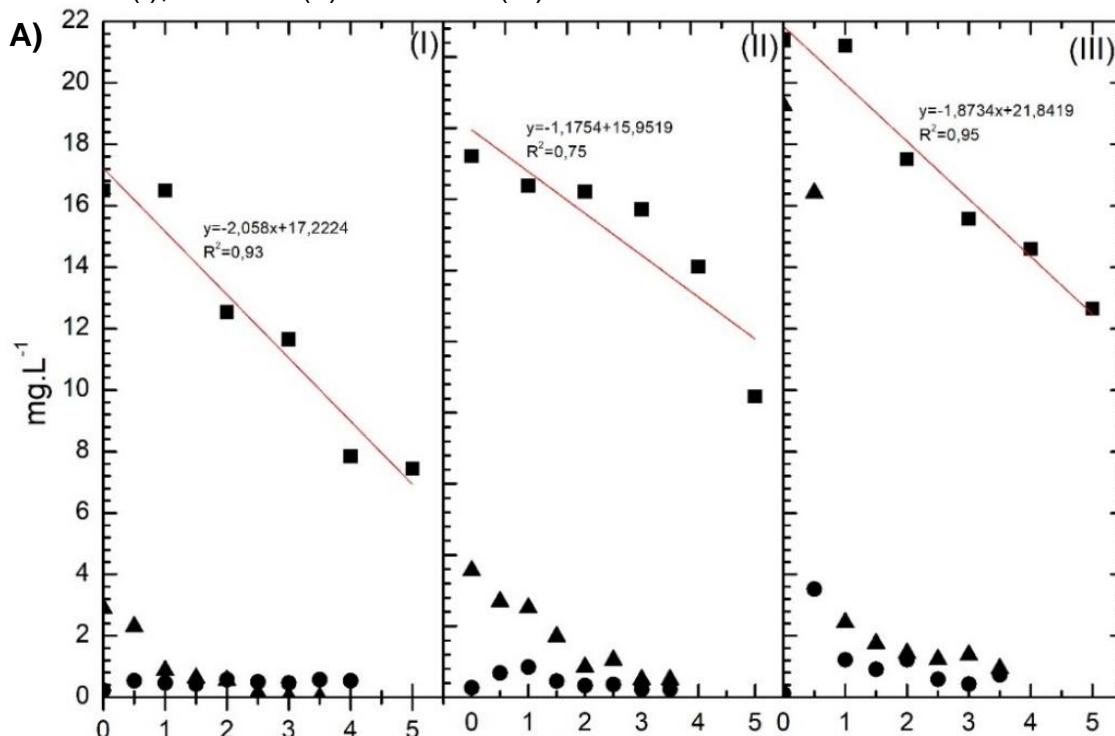 A)
22
20
18
16
14
12
10
8
6
4
2
0
mg.L⁻¹
(I)
y=-2,058x+17,2224
R²=0,93
0 1 2 3 4 5
(II)
y=-1,1754+15,9519
R²=0,75
0 1 2 3 4 5
(III)
y=-1,8734x+21,8419
R²=0,95
0 1 2 3 4 5